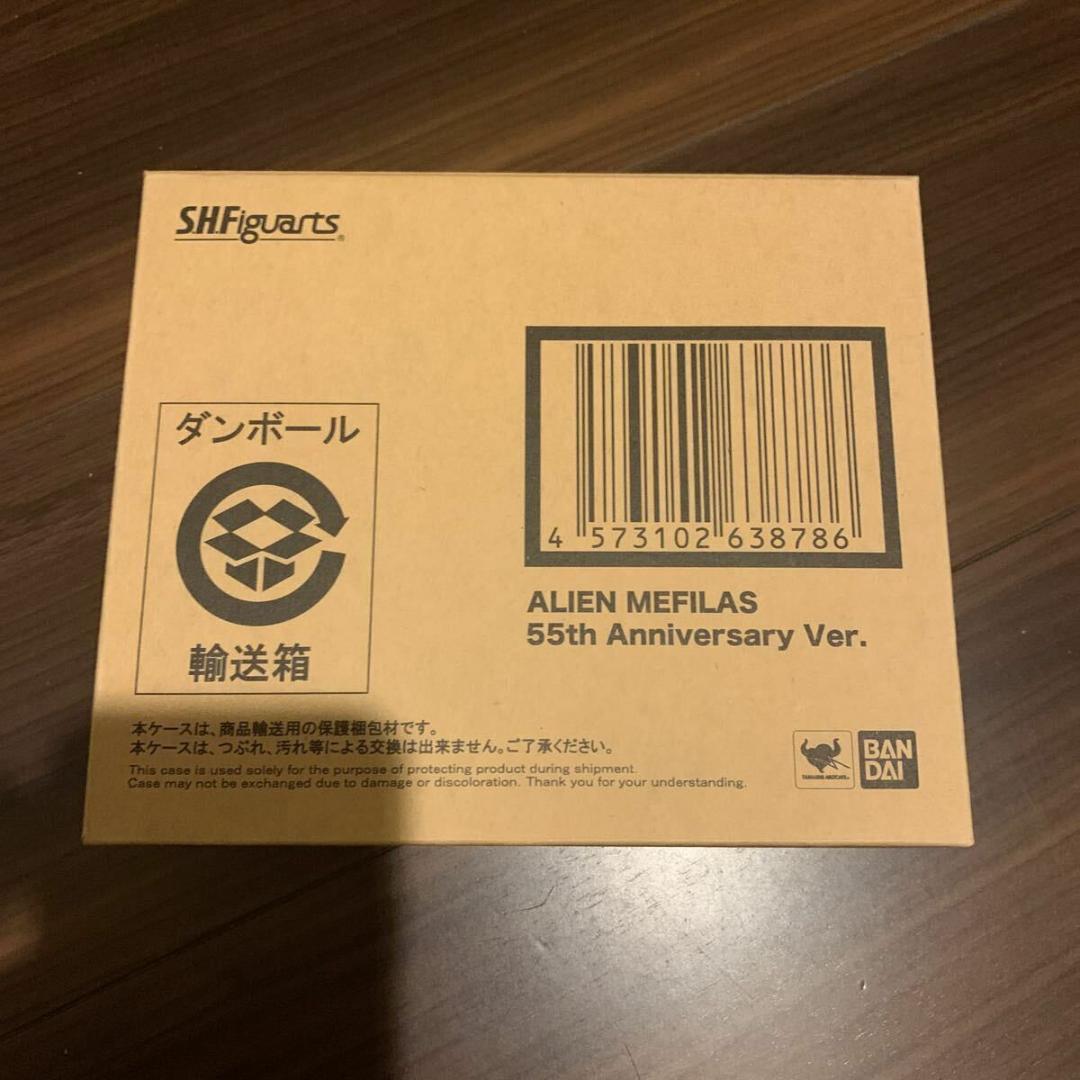 S.H.Figuarts®
ダンボール
輸送箱
4 573102 638786
ALIEN MEFILAS
55th Anniversary Ver.
本ケースは、商品輸送用の保護梱包材です。
本ケースは、つぶれ、汚れ等による交換は出来ません。ご了承ください。
This case is used solely for the purpose of protecting product during shipment.
Case may not be exchanged due to damage or discoloration. Thank you for your understanding.
TAMASHII NATIONS
BAN
DAI